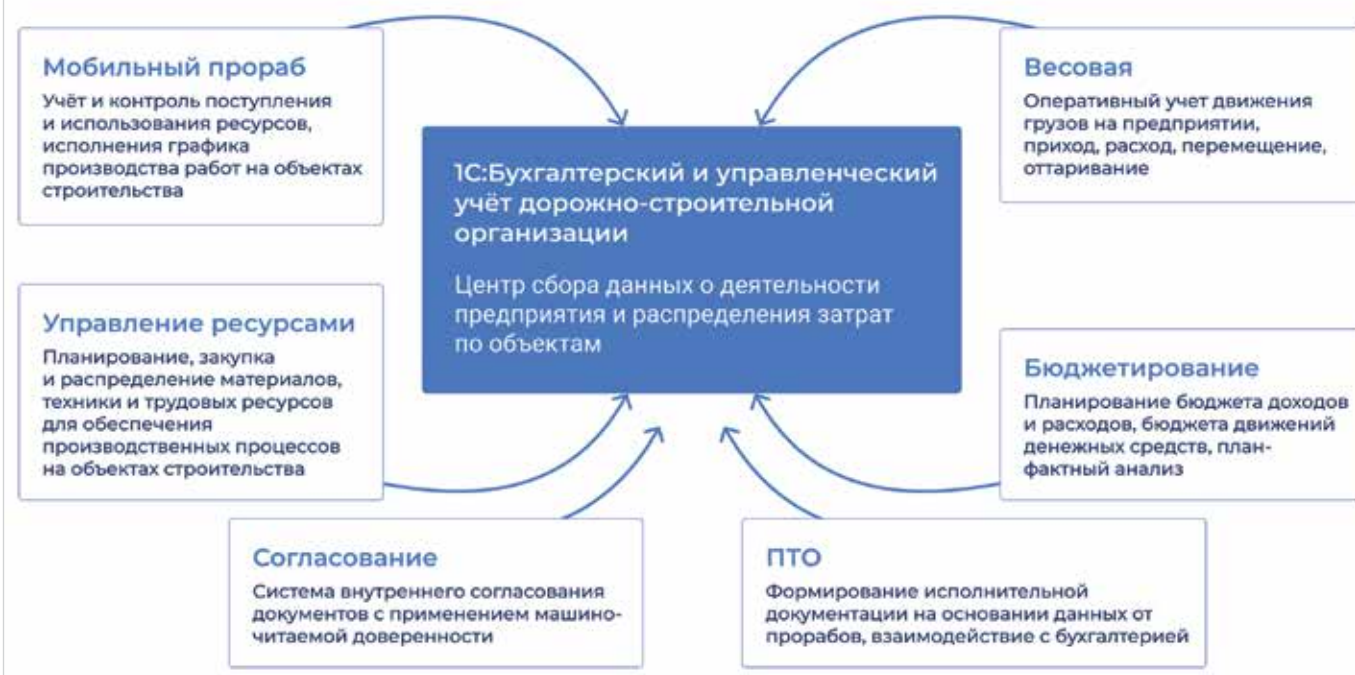 Мобильный прораб
Учёт и контроль поступления
и использования ресурсов,
исполнения графика
производства работ на объектах
строительства
Весовая
Оперативный учет движения
грузов на предприятии,
приход, расход, перемещение,
оттаривание
1С:Бухгалтерский и управленческий
учёт дорожно-строительной
организации
Центр сбора данных о деятельности
предприятия и распределения затрат
по объектам
Управление ресурсами
Планирование, закупка
и распределение материалов,
техники и трудовых ресурсов
для обеспечения
производственных процессов
на объектах строительства
Бюджетирование
Планирование бюджета доходов
и расходов, бюджета движений
денежных средств, план-
фактный анализ
Согласование
Система внутреннего согласования
документов с применением машино-
читаемой доверенности
ПТО
Формирование исполнительной
документации на основании данных от
прорабов, взаимодействие с бухгалтерией